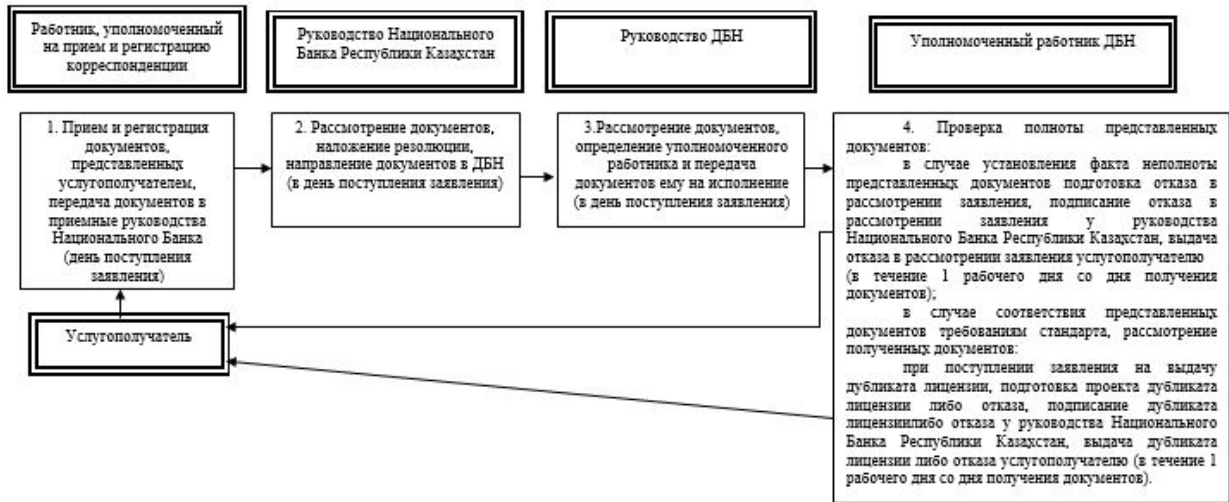 Работник, уполномоченный
на прием и регистрацию
корреспонденции
Руководство Национального
Банка Республики Казахстан
Руководство ДБН
Уполномоченный работник ДБН
1. Прием и регистрация
документов,
представленных
услугополучателем,
передача документов в
приемные руководства
Национального Банка
(день поступления
заявления)
2. Рассмотрение документов,
наложение резолюции,
направление документов в ДБН
(в день поступления заявления)
3.Рассмотрение документов,
определение уполномоченного
работника и передача
документов ему на исполнение
(в день поступления заявления)
4. Проверка полноты представленных
документов:
в случае установления факта неполноты
представленных документов подготовка отказа в
рассмотрении заявления, подписание отказа в
рассмотрении заявления у руководства
Национального Банка Республики Казахстан, выдача
отказа в рассмотрении заявления услугополучателю
(в течение 1 рабочего дня со дня получения
документов);
в случае соответствия представленных
документов требованиям стандарта, рассмотрение
полученных документов:
при поступлении заявления на выдачу
дубликата лицензии, подготовка проекта дубликата
лицензии либо отказа, подписание дубликата
лицензиилибо отказа у руководства Национального
Банка Республики Казахстан, выдача дубликата
лицензии либо отказа услугополучателю (в течение 1
рабочего дня со дня получения документов).
Услугополучатель